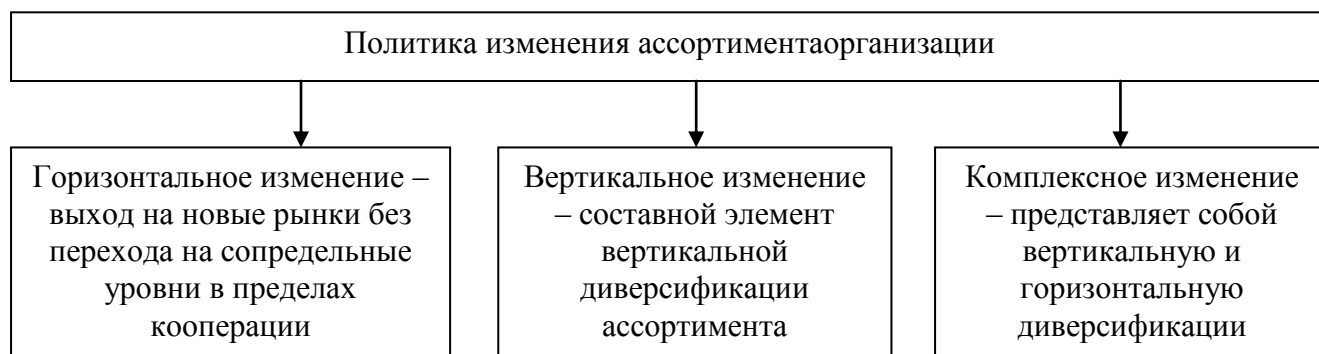 Политика изменения ассортиментаорганизации
Горизонтальное изменение –
выход на новые рынки без
перехода на сопредельные
уровни в пределах
кооперации
Вертикальное изменение
– составной элемент
вертикальной
диверсификации
ассортимента
Комплексное изменение
– представляет собой
вертикальную и
горизонтальную
диверсификации